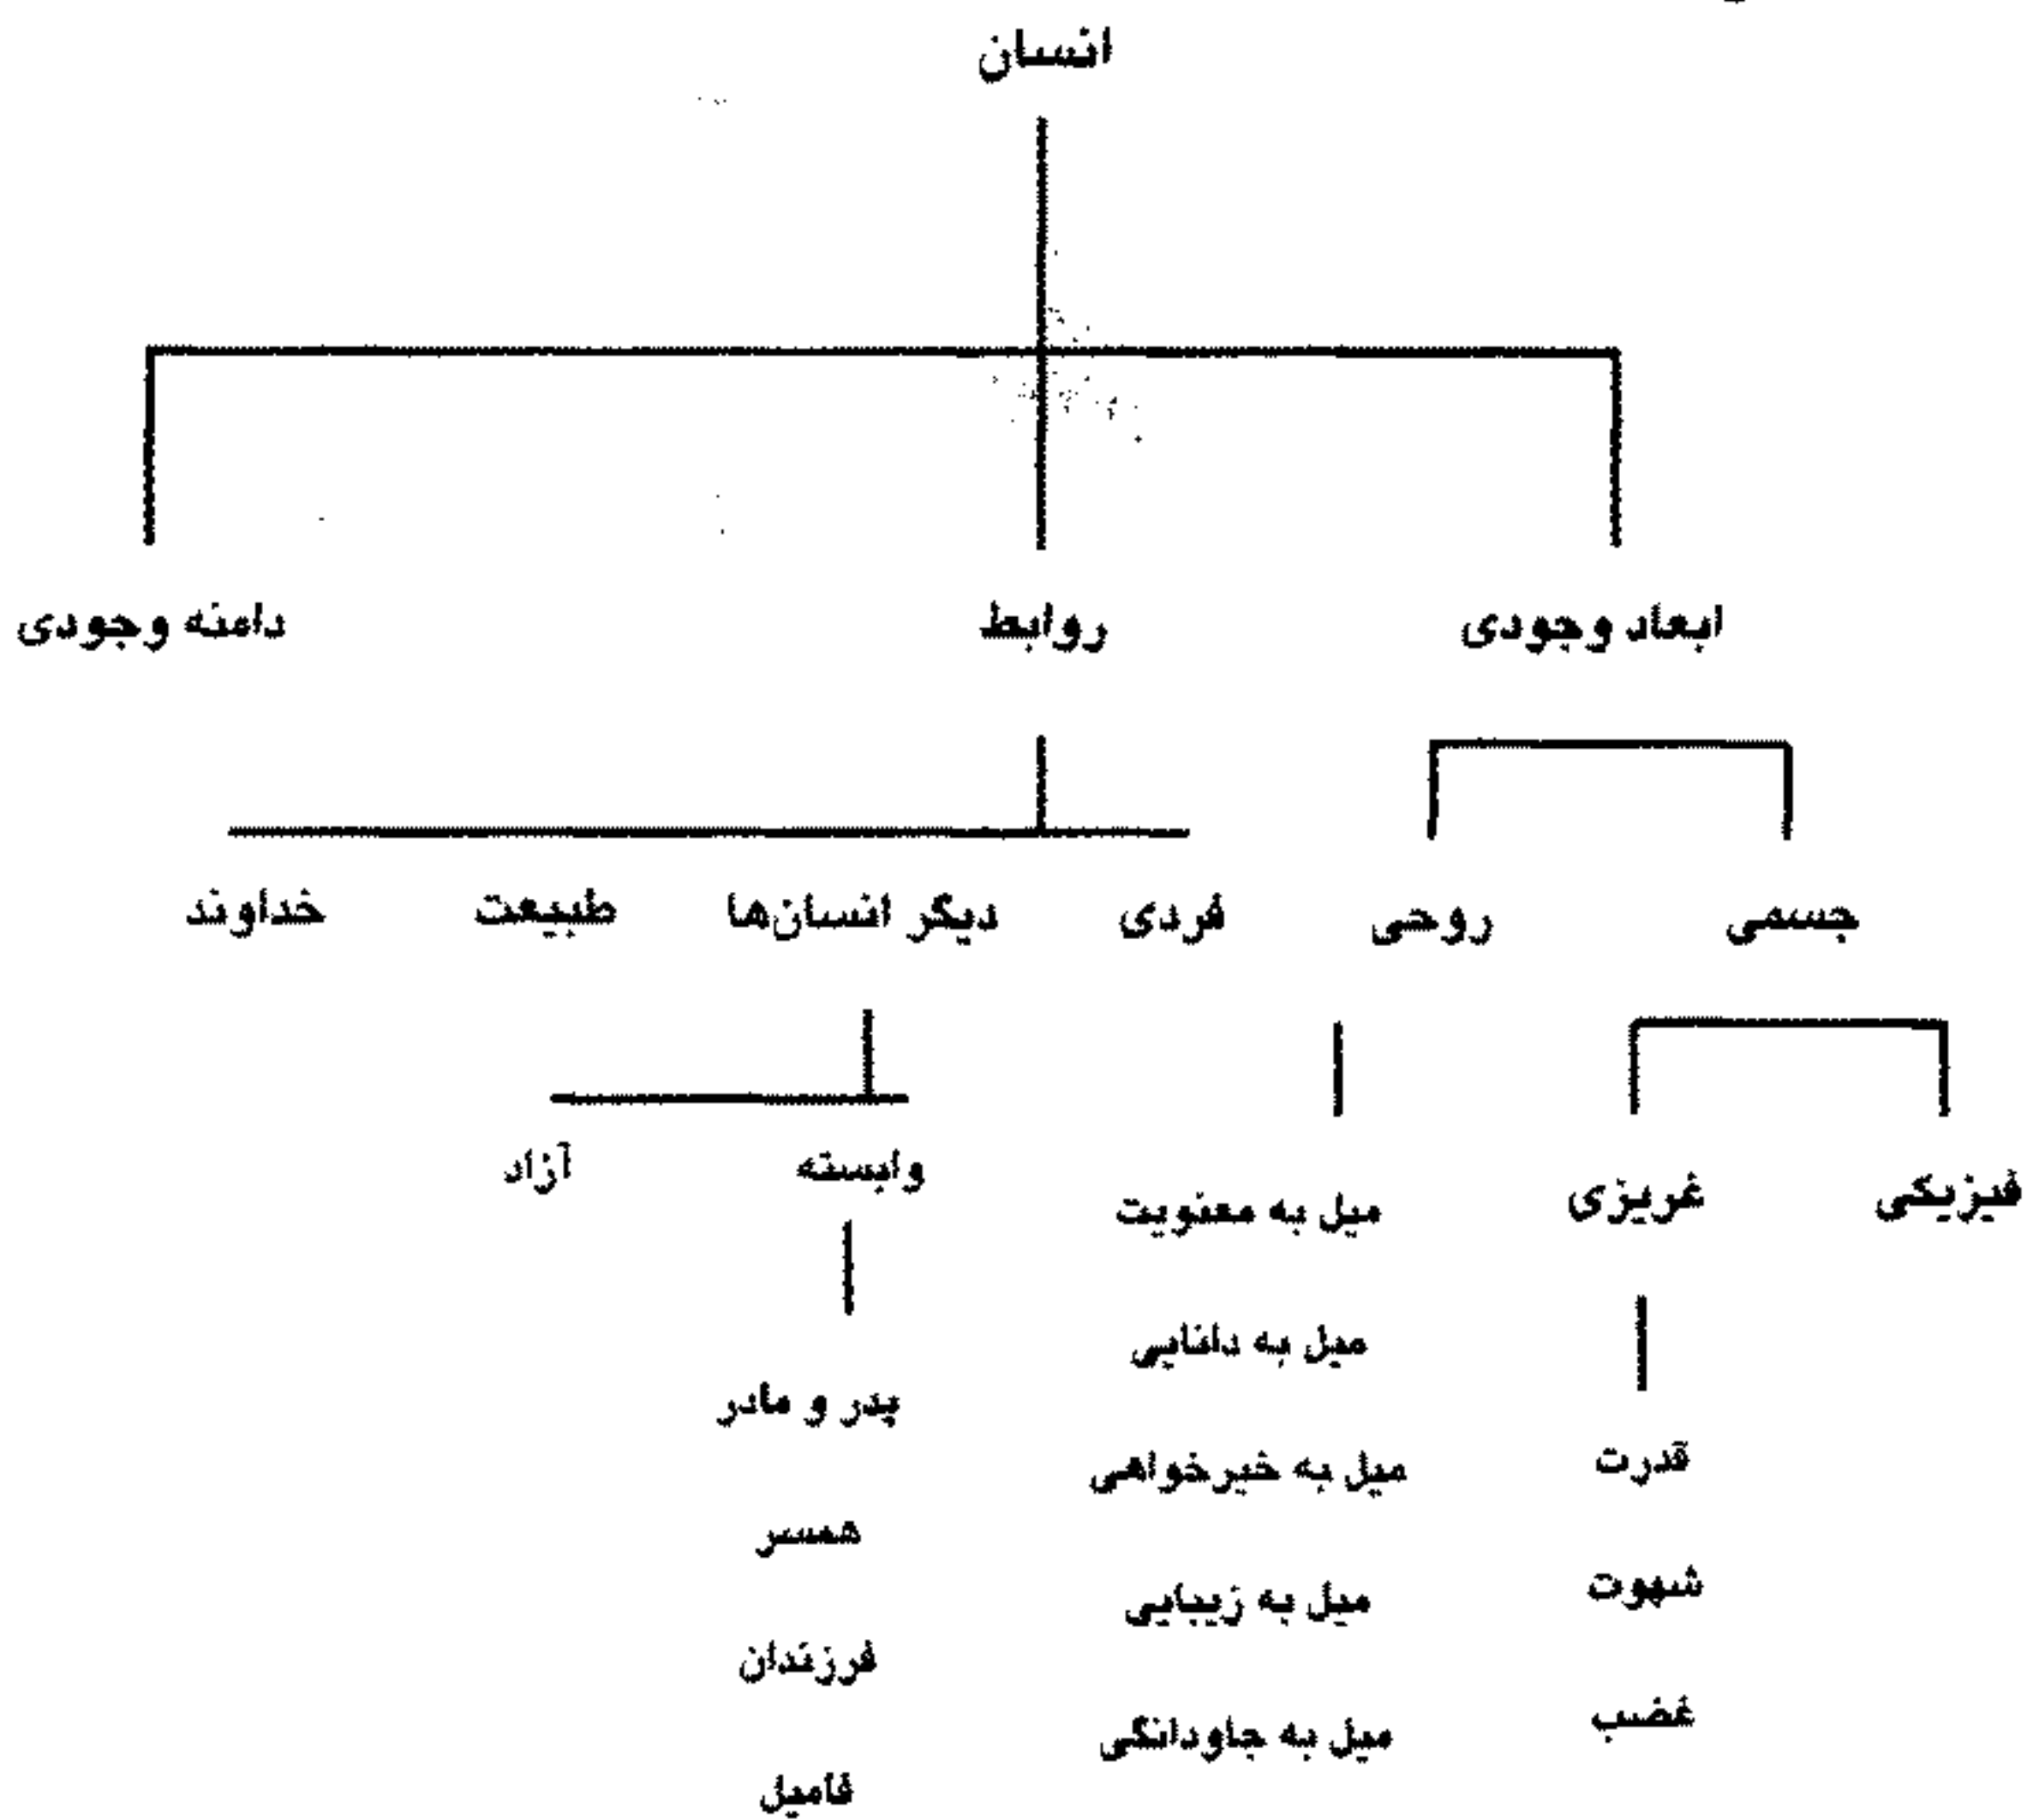 انسان
ابعاد وجودی روابط دامنه وجودی
جسمی روحی فردی دیگر انسان‌ها طبیعت خداوند
فیزیکی غریزی میل به معنویت وابسته آزاد
میل به دانایی
پدر و مادر
قدرت میل به خیرخواهی
همسر
شهوت میل به زیبایی
فرزندان
غضب میل به جاودانگی
فامیل